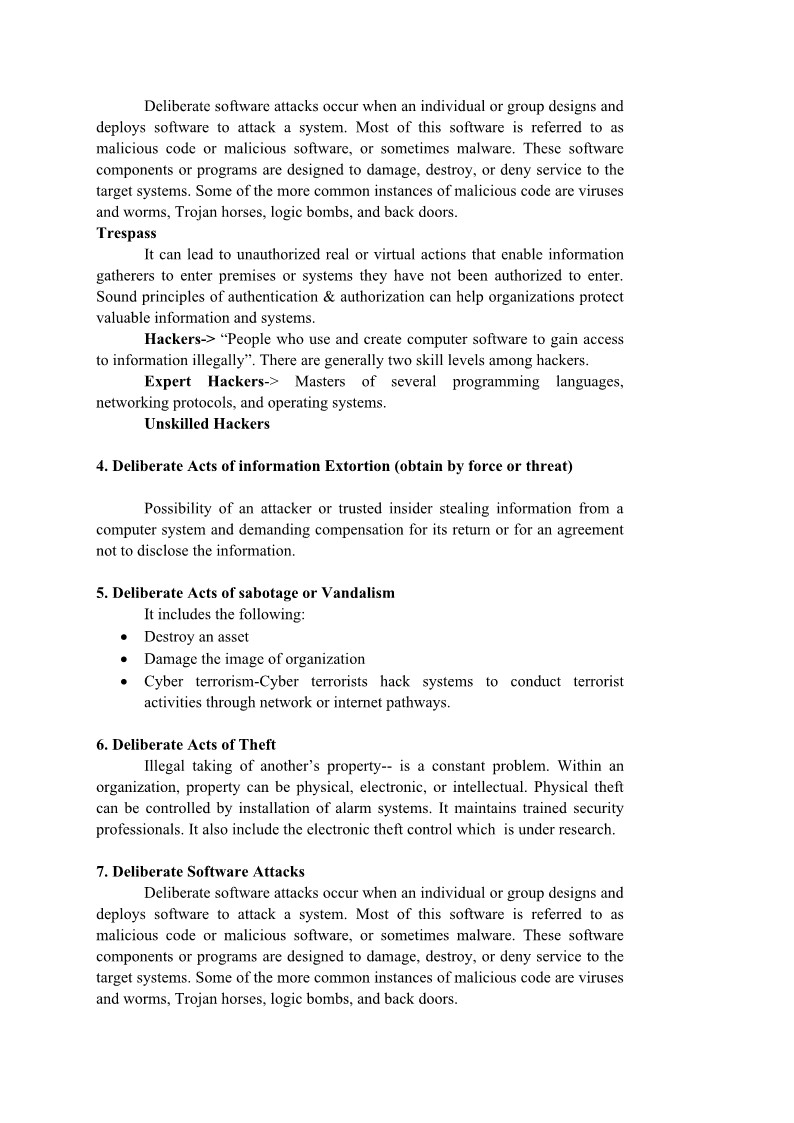 Deliberate software attacks occur when an individual or group designs and
deploys software to attack a system. Most of this software is referred to as
malicious code or malicious software, or sometimes malware. These software
components or programs are designed to damage, destroy, or deny service to the
target systems. Some of the more common instances of malicious code are viruses
and worms, Trojan horses, logic bombs, and back doors.
Trespass
It can lead to unauthorized real or virtual actions that enable information
gatherers to enter premises or systems they have not been authorized to enter.
Sound principles of authentication & authorization can help organizations protect
valuable information and systems.
Hackers-> “People who use and create computer software to gain access
to information illegally”. There are generally two skill levels among hackers.
Expert Hackers-> Masters of several programming languages,
networking protocols, and operating systems.
Unskilled Hackers
4. Deliberate Acts of information Extortion (obtain by force or threat)
Possibility of an attacker or trusted insider stealing information from a
computer system and demanding compensation for its return or for an agreement
not to disclose the information.
5. Deliberate Acts of sabotage or Vandalism
It includes the following:
• Destroy an asset
• Damage the image of organization
• Cyber terrorism-Cyber terrorists hack systems to conduct terrorist
activities through network or internet pathways.
6. Deliberate Acts of Theft
Illegal taking of another’s property-- is a constant problem. Within an
organization, property can be physical, electronic, or intellectual. Physical theft
can be controlled by installation of alarm systems. It maintains trained security
professionals. It also include the electronic theft control which  is under research.
7. Deliberate Software Attacks
Deliberate software attacks occur when an individual or group designs and
deploys software to attack a system. Most of this software is referred to as
malicious code or malicious software, or sometimes malware. These software
components or programs are designed to damage, destroy, or deny service to the
target systems. Some of the more common instances of malicious code are viruses
and worms, Trojan horses, logic bombs, and back doors.